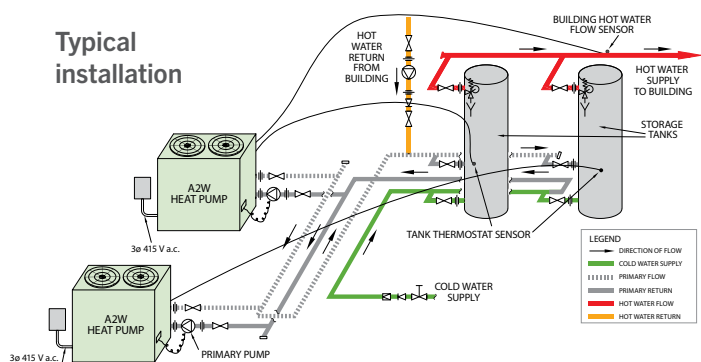 Typical
installation
HOT
WATER
RETURN
FROM
BUILDING
BUILDING HOT WATER
FLOW SENSOR
HOT WATER
SUPPLY
TO BUILDING
STORAGE
TANKS
A2W
HEAT PUMP
3ø 415 V a.c.
TANK THERMOSTAT SENSOR
A2W
HEAT PUMP
COLD WATER
SUPPLY
PRIMARY PUMP
3ø 415 V a.c.
LEGEND
DIRECTION OF FLOW
COLD WATER SUPPLY
PRIMARY FLOW
PRIMARY RETURN
HOT WATER FLOW
HOT WATER RETURN